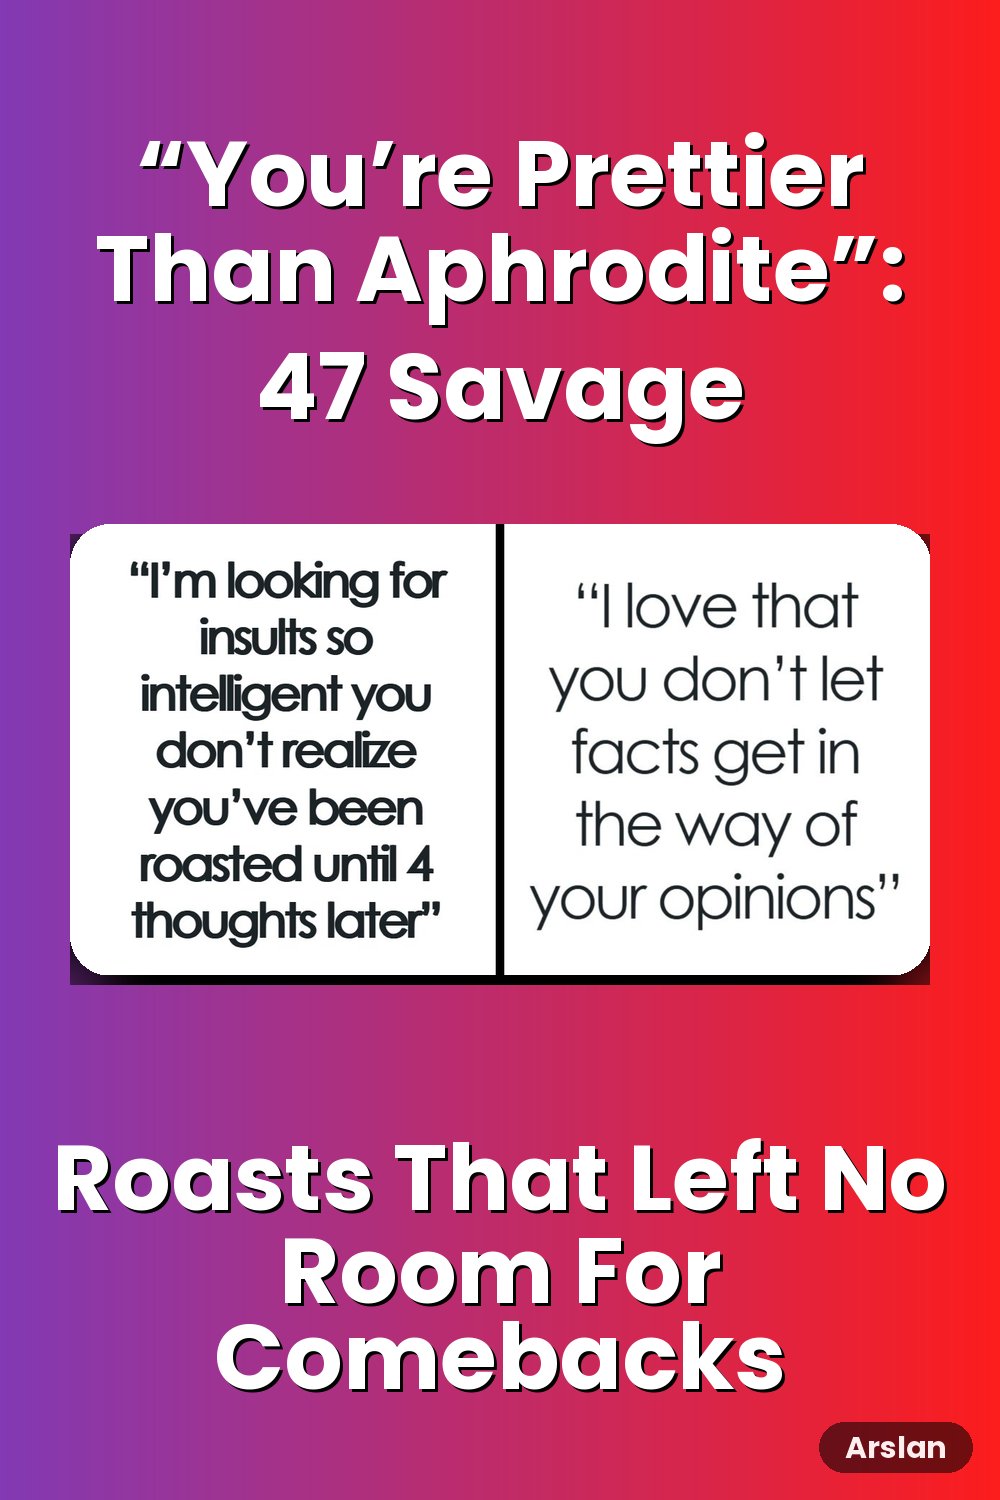 “You’re Prettier
Than Aphrodite”:
47 Savage
“I’m looking for
insults so
intelligent you
don’t realize
you’ve been
roasted until 4
thoughts later”
“I love that
you don’t let
facts get in
the way of
your opinions”
Roasts That Left No
Room For
Comebacks
Arslan